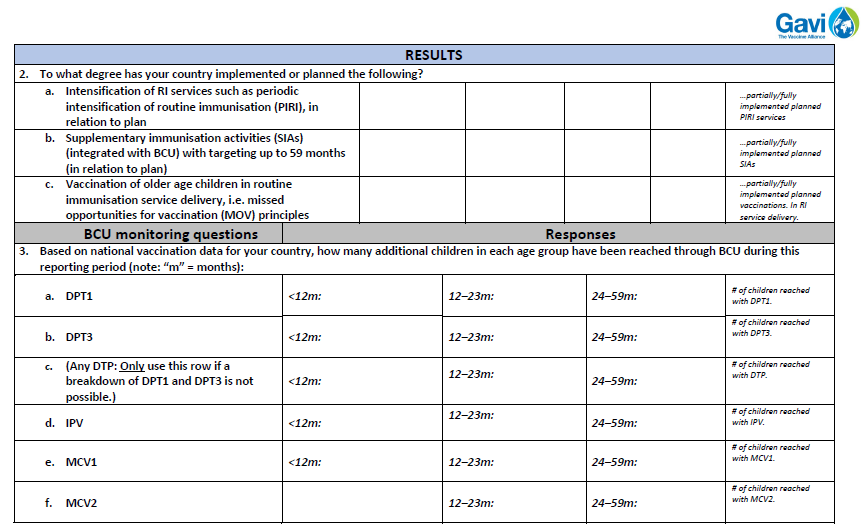 Gavi
The Vaccine Alliance
RESULTS
2. To what degree has your country implemented or planned the following?
a. Intensification of RI services such as periodic
intensification of routine immunisation (PIRI), in
relation to plan
...partially/fully
implemented planned
PIRI services
b. Supplementary immunisation activities (SIAs)
(integrated with BCU) with targeting up to 59 months
(in relation to plan)
...partially/fully
implemented planned
SIAs
c. Vaccination of older age children in routine
immunisation service delivery, i.e. missed
opportunities for vaccination (MOV) principles
...partially/fully
implemented planned
vaccinations. In RI
service delivery.
BCU monitoring questions Responses
3. Based on national vaccination data for your country, how many additional children in each age group have been reached through BCU during this
reporting period (note: "m" = months):
a. DPT1 <12m: 12–23m: 24–59m:
# of children reached
with DPT1.
b. DPT3 <12m: 12–23m: 24–59m:
# of children reached
with DPT3.
c. (Any DTP: Only use this row if a
breakdown of DPT1 and DPT3 is not
possible.)
<12m: 12–23m: 24–59m:
# of children reached
with DTP.
d. IPV <12m: 12–23m: 24–59m:
# of children reached
with IPV.
e. MCV1 <12m: 12–23m: 24–59m:
# of children reached
with MCV1.
f. MCV2 12–23m: 24–59m:
# of children reached
with MCV2.